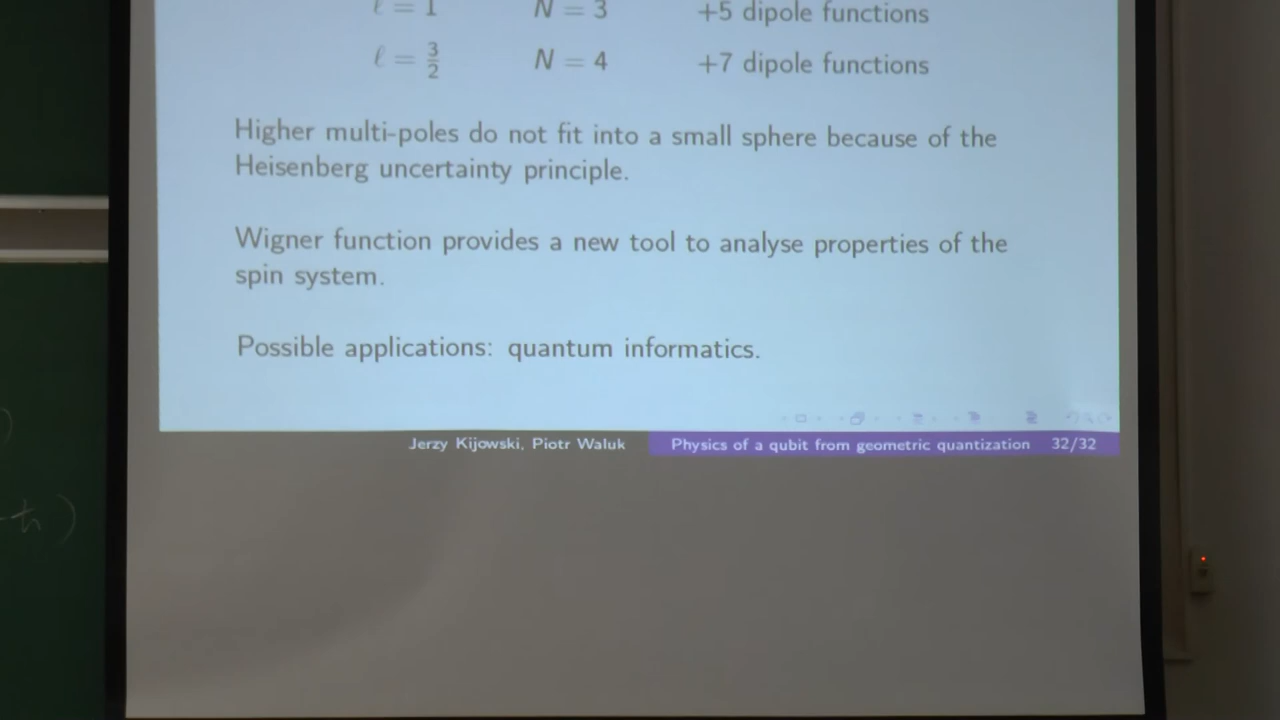 ℓ = 1 N = 3 +5 dipole functions
ℓ = 3/2 N = 4 +7 dipole functions
Higher multi-poles do not fit into a small sphere because of the
Heisenberg uncertainty principle.
Wigner function provides a new tool to analyse properties of the
spin system.
Possible applications: quantum informatics.
Jerzy Kijowski, Piotr Waluk Physics of a qubit from geometric quantization 32/32
ħ)